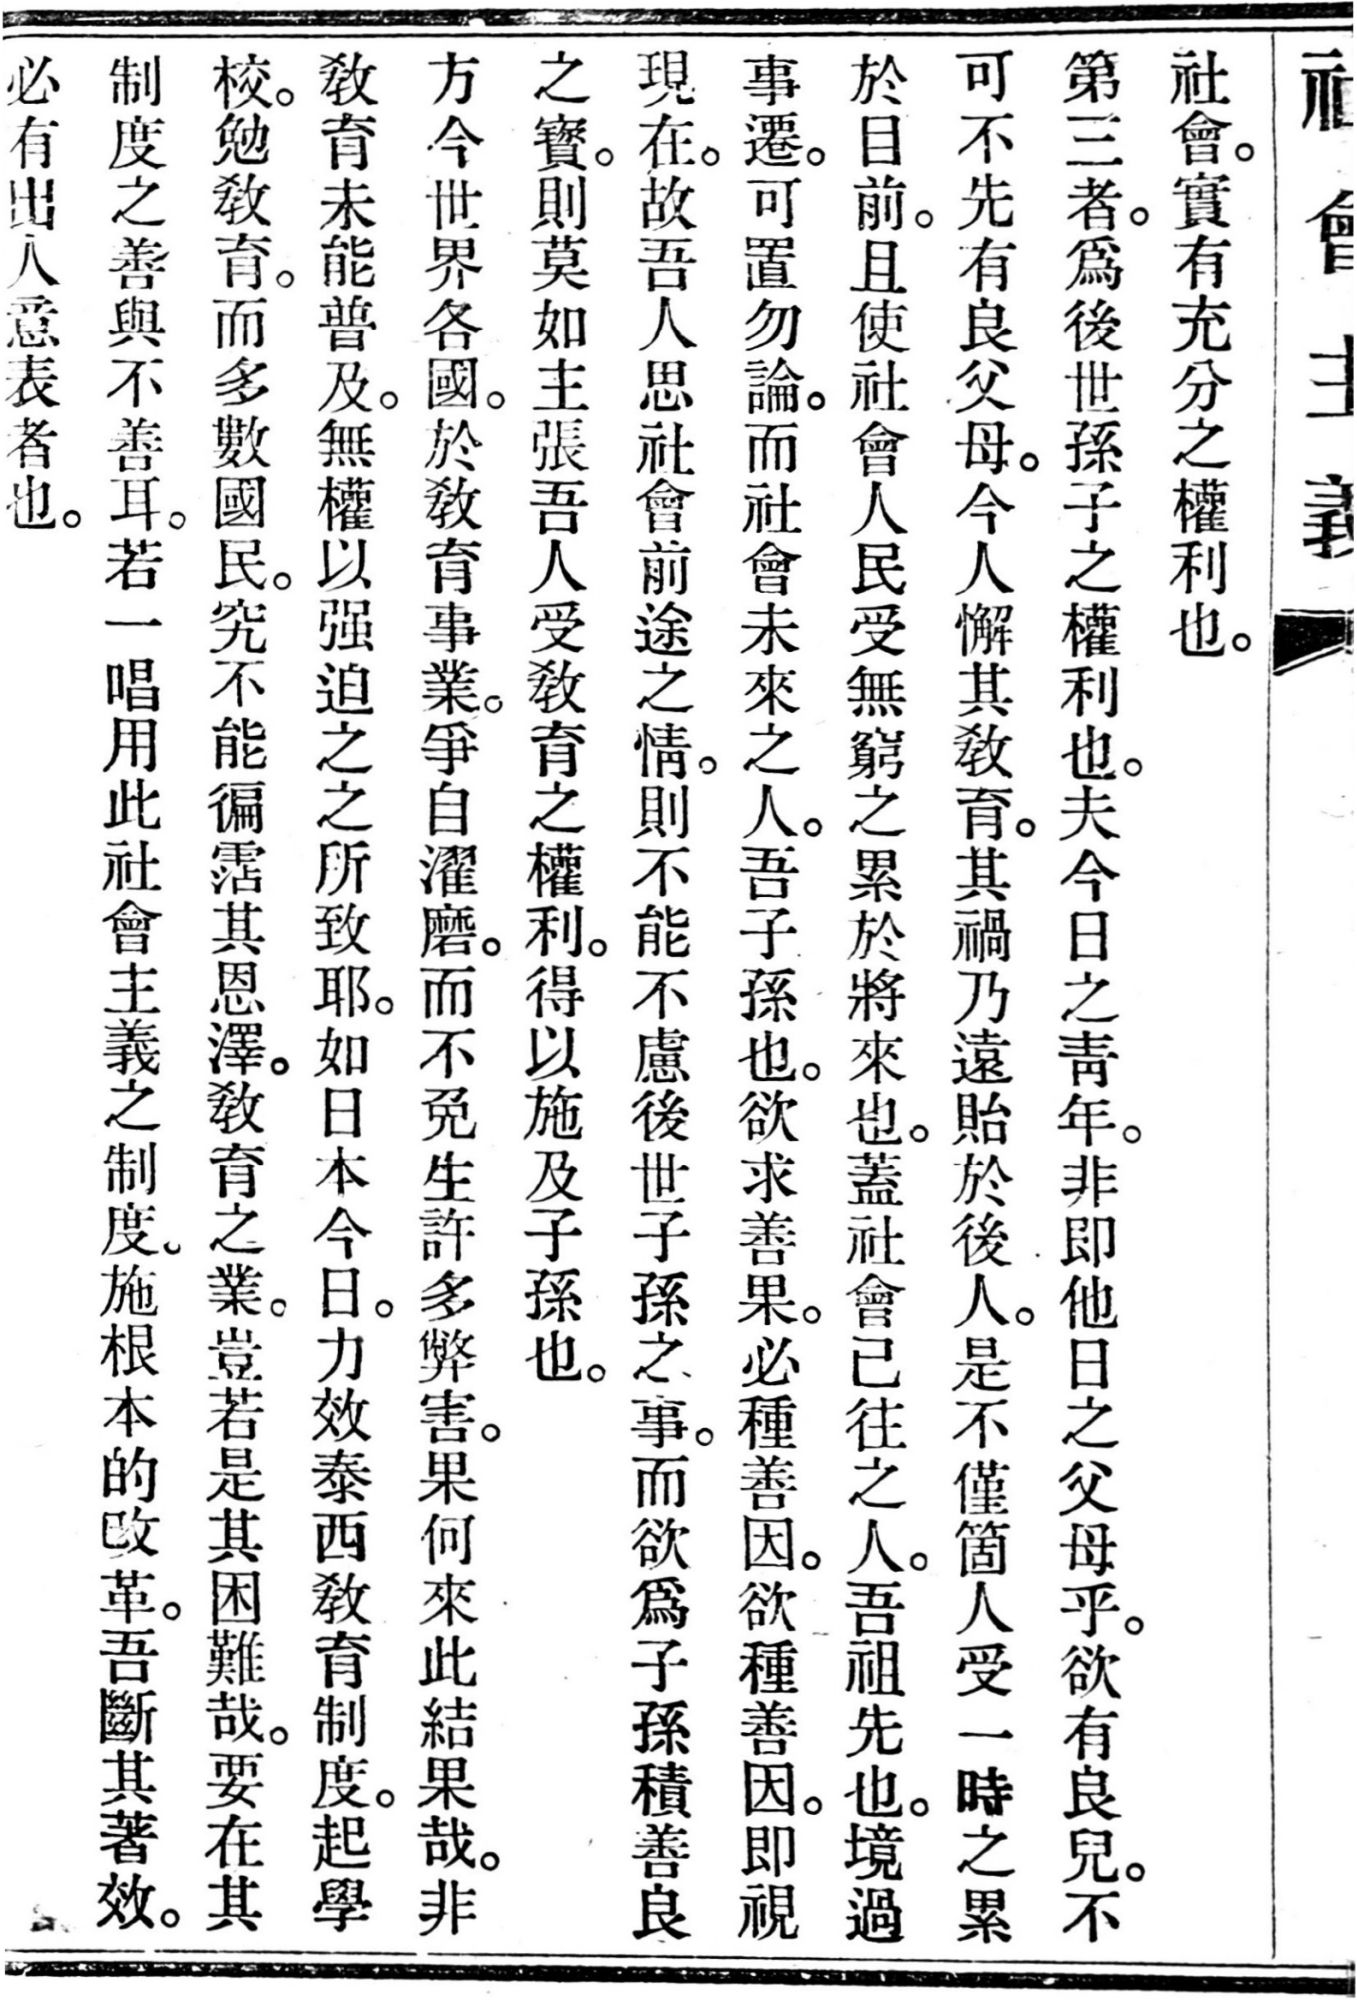 社會主義
社會。實有充分之權利也。
第三者。爲後世孫子之權利也。夫今日之靑年。非即他日之父母乎。欲有良兒。不
可不先有良父母。今人懈其敎育。其禍乃遠貽於後人。是不僅箇人受一時之累
於目前。且使社會人民受無窮之累於將來也。蓋社會已往之人。吾祖先也。境過
事遷。可置勿論。而社會未來之人。吾子孫也。欲求善果。必種善因。欲種善因。即視
現在。故吾人思社會前途之情。則不能不慮後世子孫之事。而欲爲子孫積善良
之寶。則莫如主張吾人受敎育之權利。得以施及子孫也。
方今世界各國。於敎育事業。爭自濯磨。而不免生許多弊害。果何來此結果哉。非
敎育未能普及。無權以强迫之之所致耶。如日本今日。力效泰西敎育制度。起學
校。勉敎育。而多數國民。究不能徧霑其恩澤。敎育之業。豈若是其困難哉。要在其
制度之善與不善耳。若一唱用此社會主義之制度。施根本的改革。吾斷其著效。
必有出人意表者也。